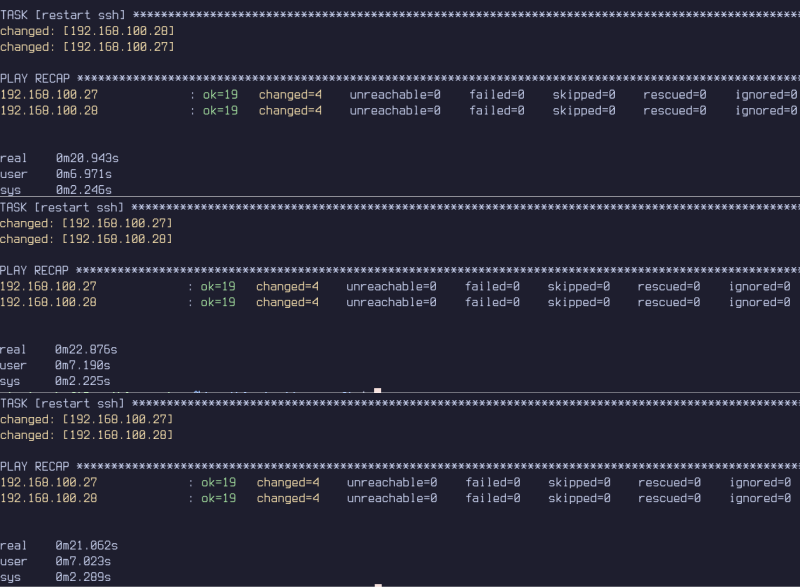 TASK [restart ssh] ****************************************************************************************
changed: [192.168.100.28]
changed: [192.168.100.27]
PLAY RECAP ****************************************************************************************
192.168.100.27 : ok=19 changed=4 unreachable=0 failed=0 skipped=0 rescued=0 ignored=0
192.168.100.28 : ok=19 changed=4 unreachable=0 failed=0 skipped=0 rescued=0 ignored=0
real 0m20.943s
user 0m6.971s
sys 0m2.246s
TASK [restart ssh] ****************************************************************************************
changed: [192.168.100.27]
changed: [192.168.100.28]
PLAY RECAP ****************************************************************************************
192.168.100.27 : ok=19 changed=4 unreachable=0 failed=0 skipped=0 rescued=0 ignored=0
192.168.100.28 : ok=19 changed=4 unreachable=0 failed=0 skipped=0 rescued=0 ignored=0
real 0m22.876s
user 0m7.190s
sys 0m2.225s
TASK [restart ssh] ****************************************************************************************
changed: [192.168.100.27]
changed: [192.168.100.28]
PLAY RECAP ****************************************************************************************
192.168.100.27 : ok=19 changed=4 unreachable=0 failed=0 skipped=0 rescued=0 ignored=0
192.168.100.28 : ok=19 changed=4 unreachable=0 failed=0 skipped=0 rescued=0 ignored=0
real 0m21.062s
user 0m7.023s
sys 0m2.289s